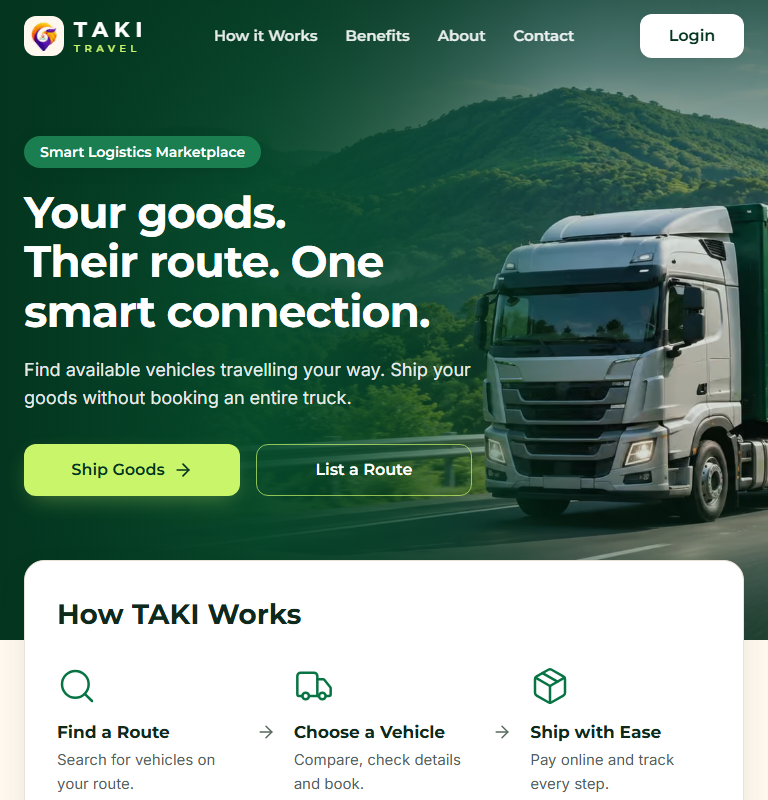 TAKI
TRAVEL
How it Works
Benefits
About
Contact
Login
Smart Logistics Marketplace
Your goods.
Their route. One
smart connection.
Find available vehicles travelling your way. Ship your
goods without booking an entire truck.
Ship Goods →
List a Route
How TAKI Works
Find a Route
Search for vehicles on
your route.
→
Choose a Vehicle
Compare, check details
and book.
→
Ship with Ease
Pay online and track
every step.